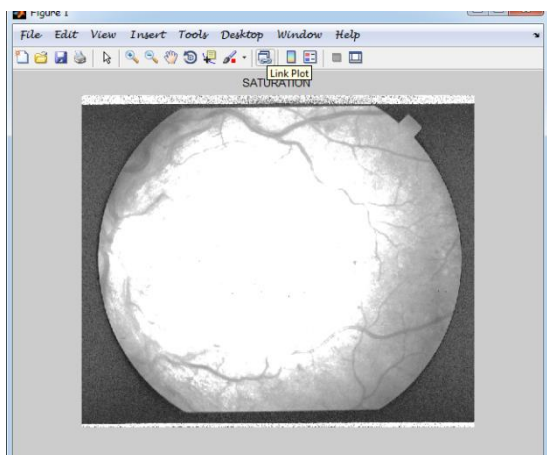 Figure 1
File Edit View Insert Tools Desktop Window Help
Link Plot
SATURATION